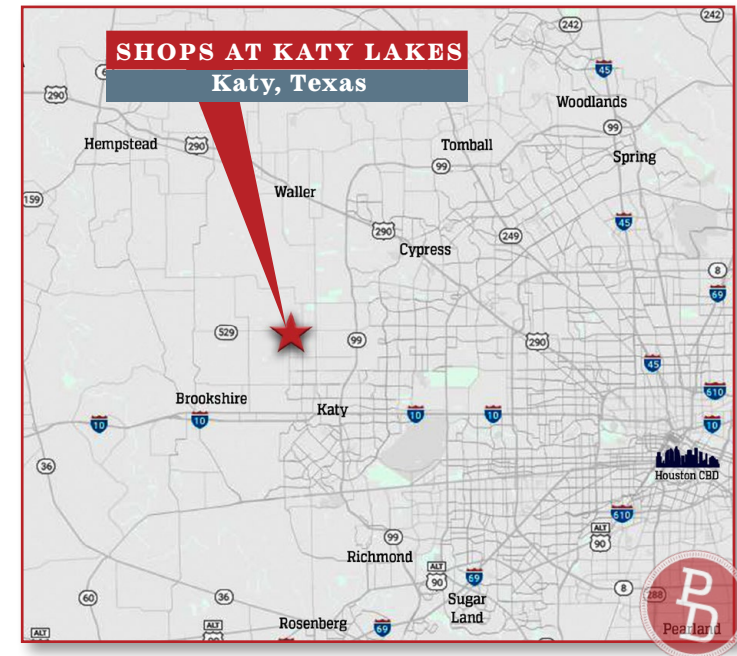 242
242
SHOPS AT KATY LAKES
45
6
Katy, Texas
290
Woodlands
99
Hempstead
290
Tomball
Spring
99
Waller
159
45
290
249
Cypress
8
69
529
99
290
45
610
Brookshire
Katy
10
10
10
10
10
36
Houston CBD
610
ALT
90
99
Richmond
ALT
90
69
8
288
60
36
Sugar
Land
PD
Rosenberg
ALT
69
Pearland
ALT
90